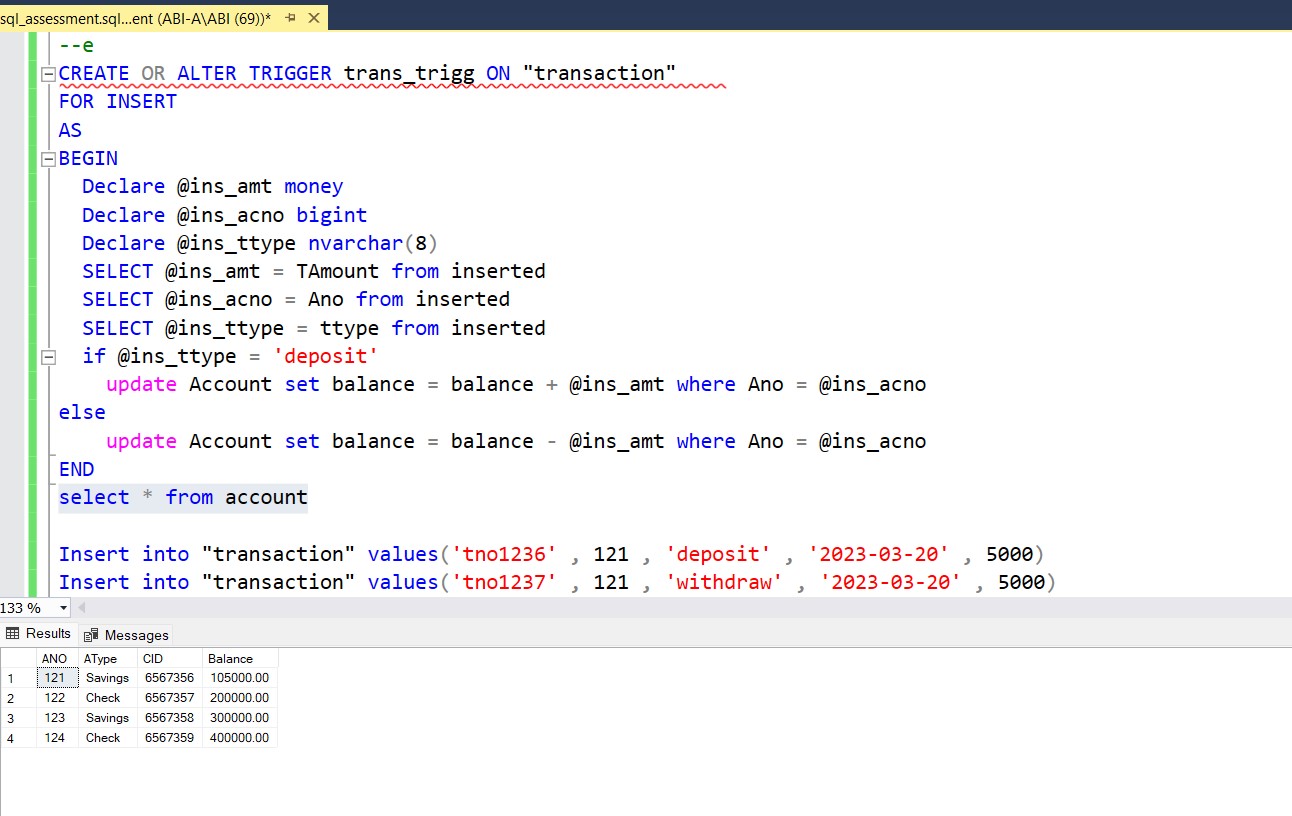 sql_assessment.sql...ent (ABI-A\ABI (69))*
--e
CREATE OR ALTER TRIGGER trans_trigg ON "transaction"
FOR INSERT
AS
BEGIN
Declare @ins_amt money
Declare @ins_acno bigint
Declare @ins_ttype nvarchar(8)
SELECT @ins_amt = TAmount from inserted
SELECT @ins_acno = Ano from inserted
SELECT @ins_ttype = ttype from inserted
if @ins_ttype = 'deposit'
update Account set balance = balance + @ins_amt where Ano = @ins_acno
else
update Account set balance = balance - @ins_amt where Ano = @ins_acno
END
select * from account
Insert into "transaction" values('tno1236' , 121 , 'deposit' , '2023-03-20' , 5000)
Insert into "transaction" values('tno1237' , 121 , 'withdraw' , '2023-03-20' , 5000)
133 %
Results Messages
ANO AType CID Balance
1 121 Savings 6567356 105000.00
2 122 Check 6567357 200000.00
3 123 Savings 6567358 300000.00
4 124 Check 6567359 400000.00